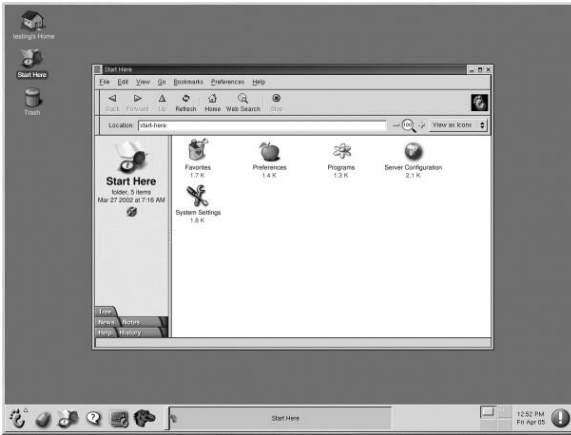 testing's Home
Start Here
Trash
Start Here
File Edit View Go Bookmarks Preferences Help
Back Forward Up Refresh Home Web Search Stop
Location: start-here: 100 View as Icons
Start Here
folder, 5 items
Mar 27 2002 at 7:16 AM
Favorites
1.7 K
Preferences
1.4 K
Programs
1.3 K
Server Configuration
2.1 K
System Settings
1.8 K
Tree
News Notes
Help History
Start Here
12:52 PM
Fri Apr 05